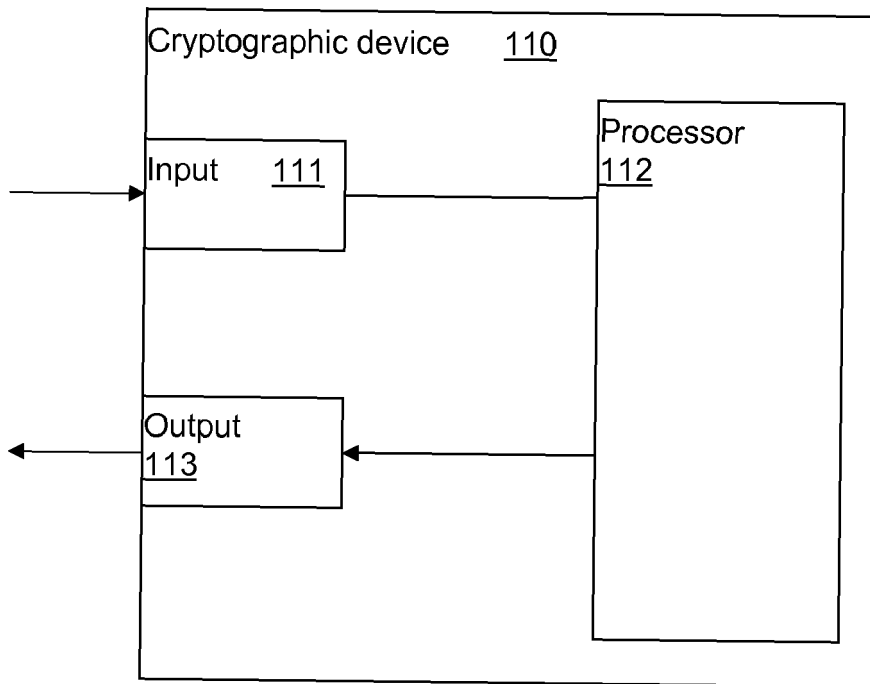 Cryptographic device 110
Processor
112
Input 111
Output
113